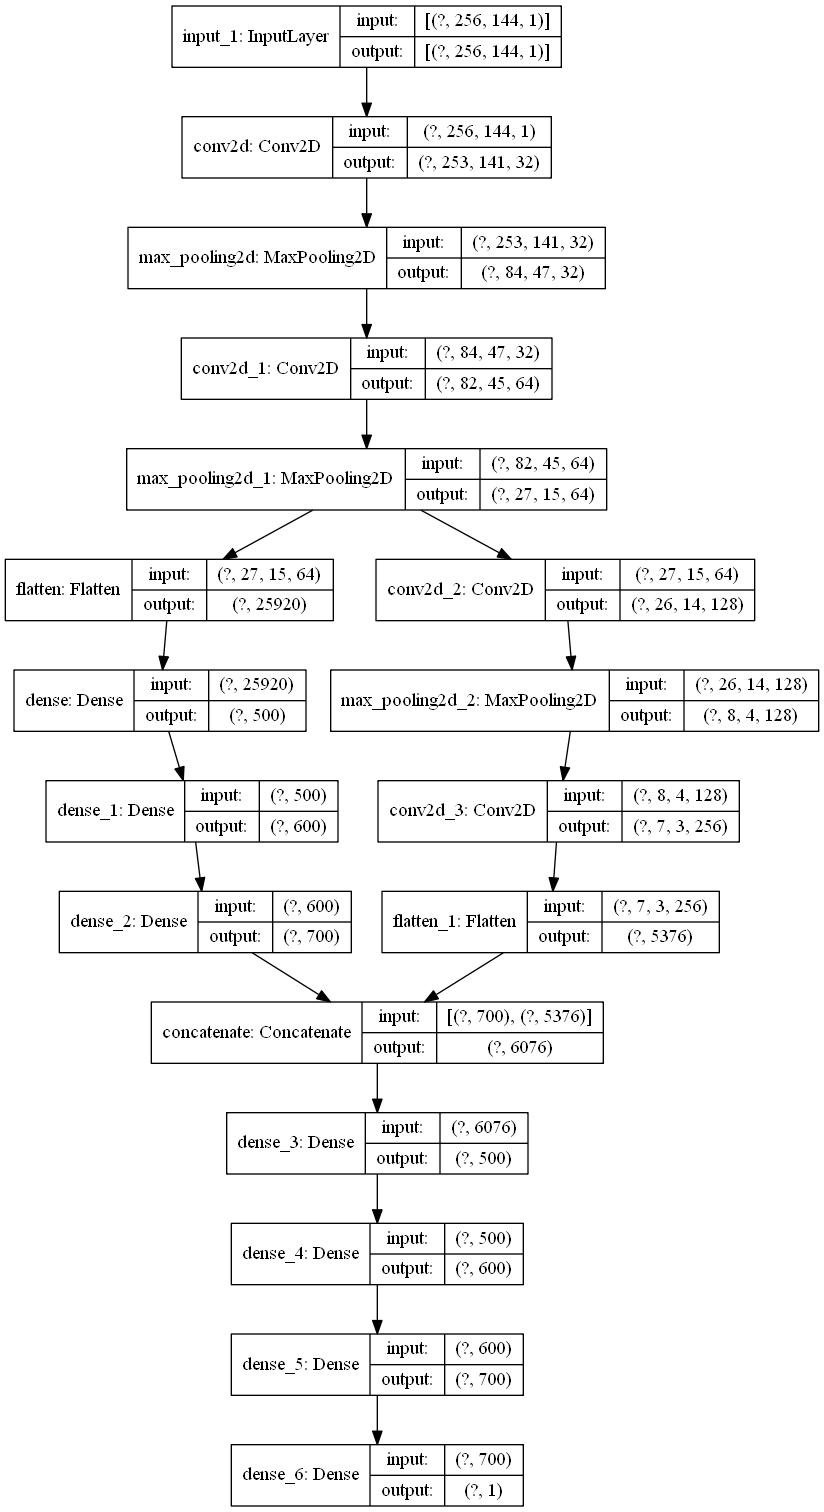 input_1: InputLayer
input: [(?, 256, 144, 1)]
output: [(?, 256, 144, 1)]
conv2d: Conv2D
input: (?, 256, 144, 1)
output: (?, 253, 141, 32)
max_pooling2d: MaxPooling2D
input: (?, 253, 141, 32)
output: (?, 84, 47, 32)
conv2d_1: Conv2D
input: (?, 84, 47, 32)
output: (?, 82, 45, 64)
max_pooling2d_1: MaxPooling2D
input: (?, 82, 45, 64)
output: (?, 27, 15, 64)
flatten: Flatten
input: (?, 27, 15, 64)
output: (?, 25920)
conv2d_2: Conv2D
input: (?, 27, 15, 64)
output: (?, 26, 14, 128)
dense: Dense
input: (?, 25920)
output: (?, 500)
max_pooling2d_2: MaxPooling2D
input: (?, 26, 14, 128)
output: (?, 8, 4, 128)
dense_1: Dense
input: (?, 500)
output: (?, 600)
conv2d_3: Conv2D
input: (?, 8, 4, 128)
output: (?, 7, 3, 256)
dense_2: Dense
input: (?, 600)
output: (?, 700)
flatten_1: Flatten
input: (?, 7, 3, 256)
output: (?, 5376)
concatenate: Concatenate
input: [(?, 700), (?, 5376)]
output: (?, 6076)
dense_3: Dense
input: (?, 6076)
output: (?, 500)
dense_4: Dense
input: (?, 500)
output: (?, 600)
dense_5: Dense
input: (?, 600)
output: (?, 700)
dense_6: Dense
input: (?, 700)
output: (?, 1)